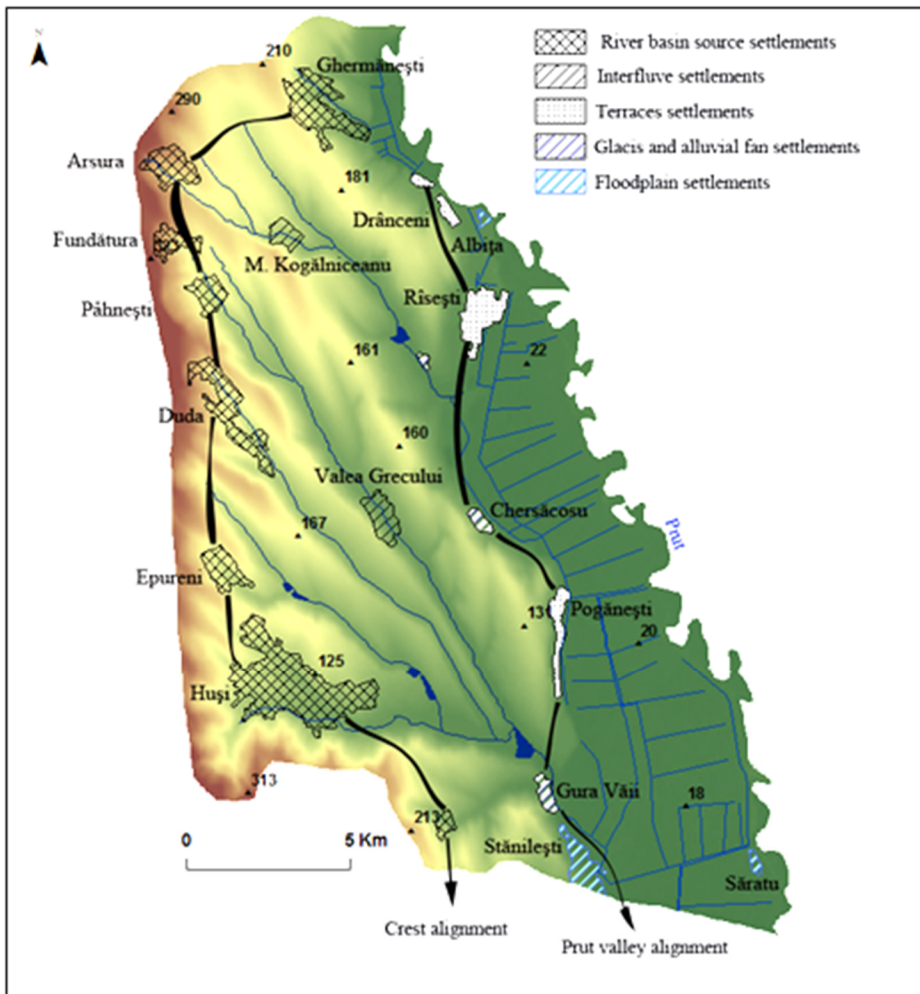 N
River basin source settlements
Interfluve settlements
Terraces settlements
Glacis and alluvial fan settlements
Floodplain settlements
210
Ghermănești
290
Arsura
181
Drânceni
Albița
Fundătura
M. Kogălniceanu
Rîsești
Pâhnești
161
22
Duda
160
Valea Grecului
Chersăcosu
Prut
167
Epureni
Pogănești
131
20
125
Huși
313
Gura Văii
18
213
0 5 Km
Stănilești
Săratu
Crest alignment
Prut valley alignment